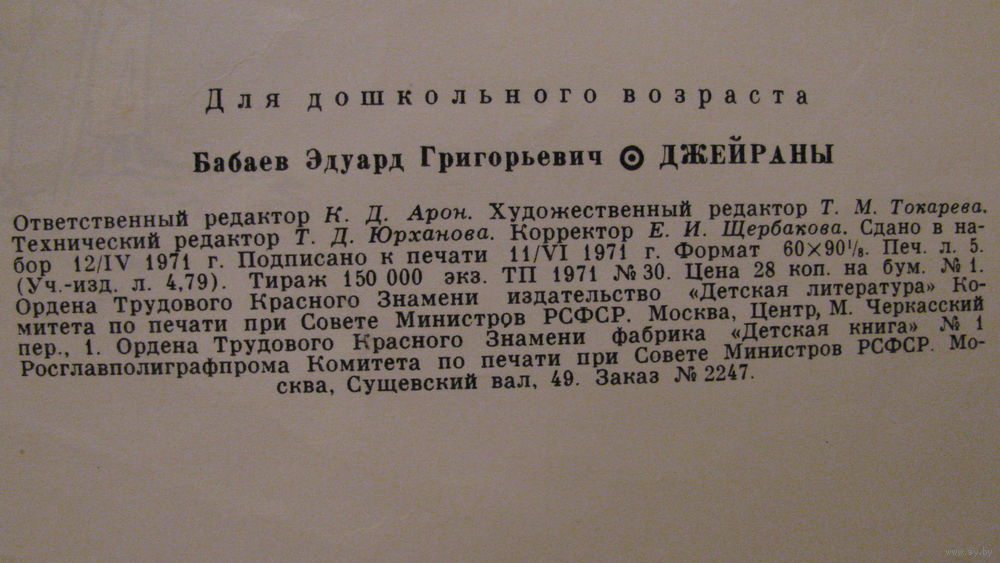 Для дошкольного возраста
Бабаев Эдуард Григорьевич ДЖЕЙРАНЫ
Ответственный редактор К. Д. Арон. Художественный редактор Т. М. Токарева.
Технический редактор Т. Д. Юрханова. Корректор Е. И. Щербакова. Сдано в на-
бор 12/IV 1971 г. Подписано к печати 11/VI 1971 г. Формат 60×90⅛. Печ. л. 5.
(Уч.-изд. л. 4,79). Тираж 150 000 экз. ТП 1971 № 30. Цена 28 коп. на бум. № 1.
Ордена Трудового Красного Знамени издательство «Детская литература» Ко-
митета по печати при Совете Министров РСФСР. Москва, Центр, М. Черкасский
пер., 1. Ордена Трудового Красного Знамени фабрика «Детская книга» № 1
Росглавполиграфпрома Комитета по печати при Совете Министров РСФСР. Мо-
сква, Сущевский вал, 49. Заказ № 2247.
www.ay.by